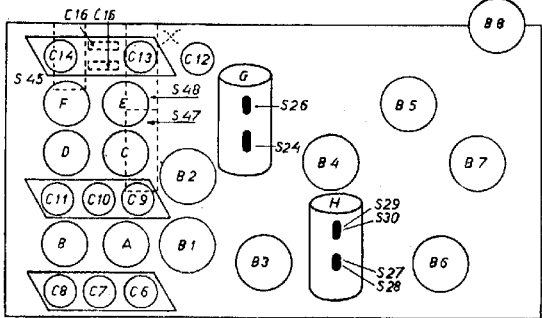 C16 C15
B8
C14 C13 C12
G
S45
F E S48
S26
B5
S47
D C
S24
B4
B7
B2
C11 C10 C9
H
S29
S30
B A B1
B3
S27
S28
B6
C8 C7 C6